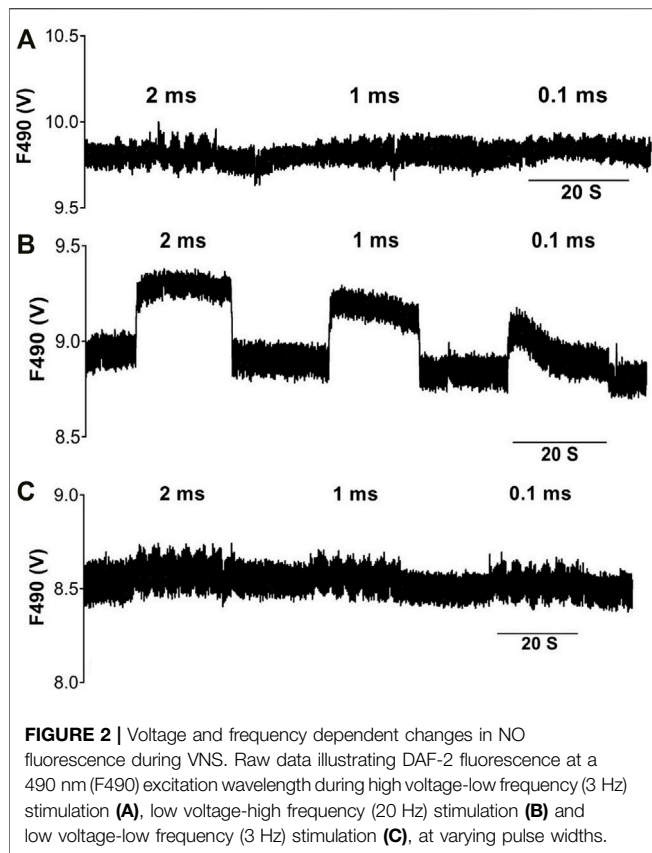 A
10.5
10.0
9.5
F490 (V)
2 ms 1 ms 0.1 ms
20 S
B
9.5
9.0
8.5
F490 (V)
2 ms 1 ms 0.1 ms
20 S
C
9.0
8.5
8.0
F490 (V)
2 ms 1 ms 0.1 ms
20 S
FIGURE 2 | Voltage and frequency dependent changes in NO
fluorescence during VNS. Raw data illustrating DAF-2 fluorescence at a
490 nm (F490) excitation wavelength during high voltage-low frequency (3 Hz)
stimulation (A), low voltage-high frequency (20 Hz) stimulation (B) and
low voltage-low frequency (3 Hz) stimulation (C), at varying pulse widths.